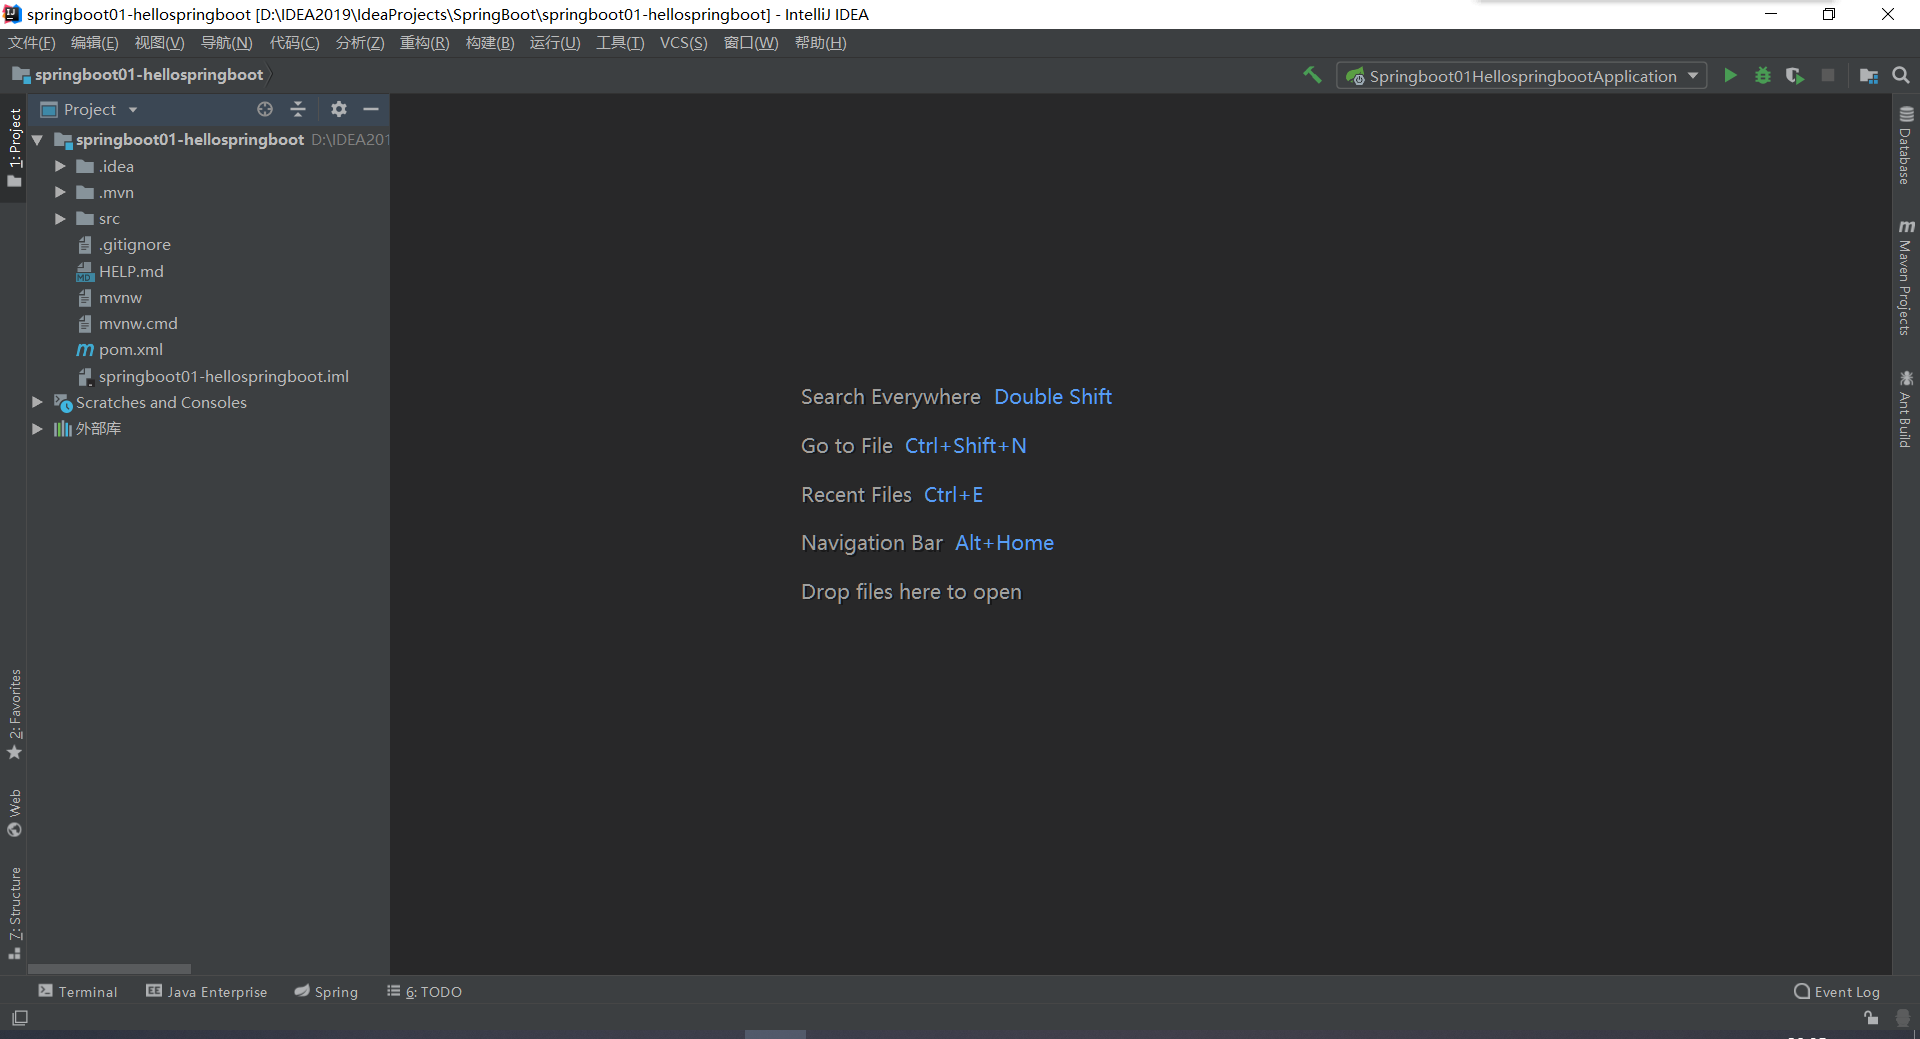 springboot01-hellospringboot [D:\IDEA2019\IdeaProjects\SpringBoot\springboot01-hellospringboot] - IntelliJ IDEA
文件(F) 编辑(E) 视图(V) 导航(N) 代码(C) 分析(Z) 重构(R) 构建(B) 运行(U) 工具(T) VCS(S) 窗口(W) 帮助(H)
springboot01-hellospringboot
Springboot01HellospringbootApplication
1: Project
Project
springboot01-hellospringboot D:\IDEA201
.idea
.mvn
src
.gitignore
HELP.md
mvnw
mvnw.cmd
pom.xml
springboot01-hellospringboot.iml
Scratches and Consoles
外部库
Search Everywhere Double Shift
Go to File Ctrl+Shift+N
Recent Files Ctrl+E
Navigation Bar Alt+Home
Drop files here to open
Database
Maven Projects
Ant Build
2: Favorites
Web
7: Structure
Terminal Java Enterprise Spring 6: TODO Event Log